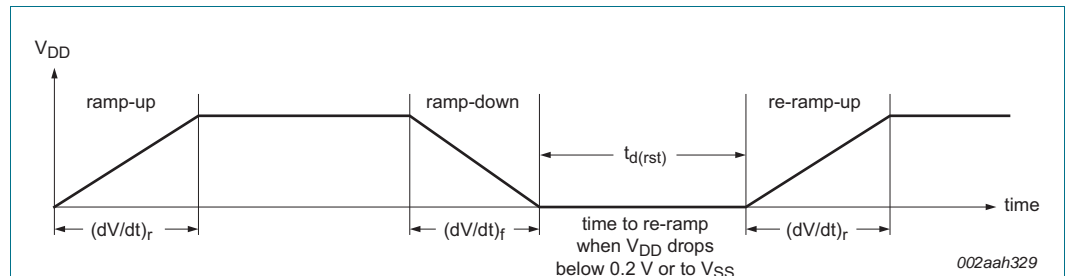 VDD
ramp-up
ramp-down
re-ramp-up
td(rst)
time
(dV/dt)r
(dV/dt)f
time to re-ramp
when VDD drops
below 0.2 V or to VSS
(dV/dt)r
002aah329